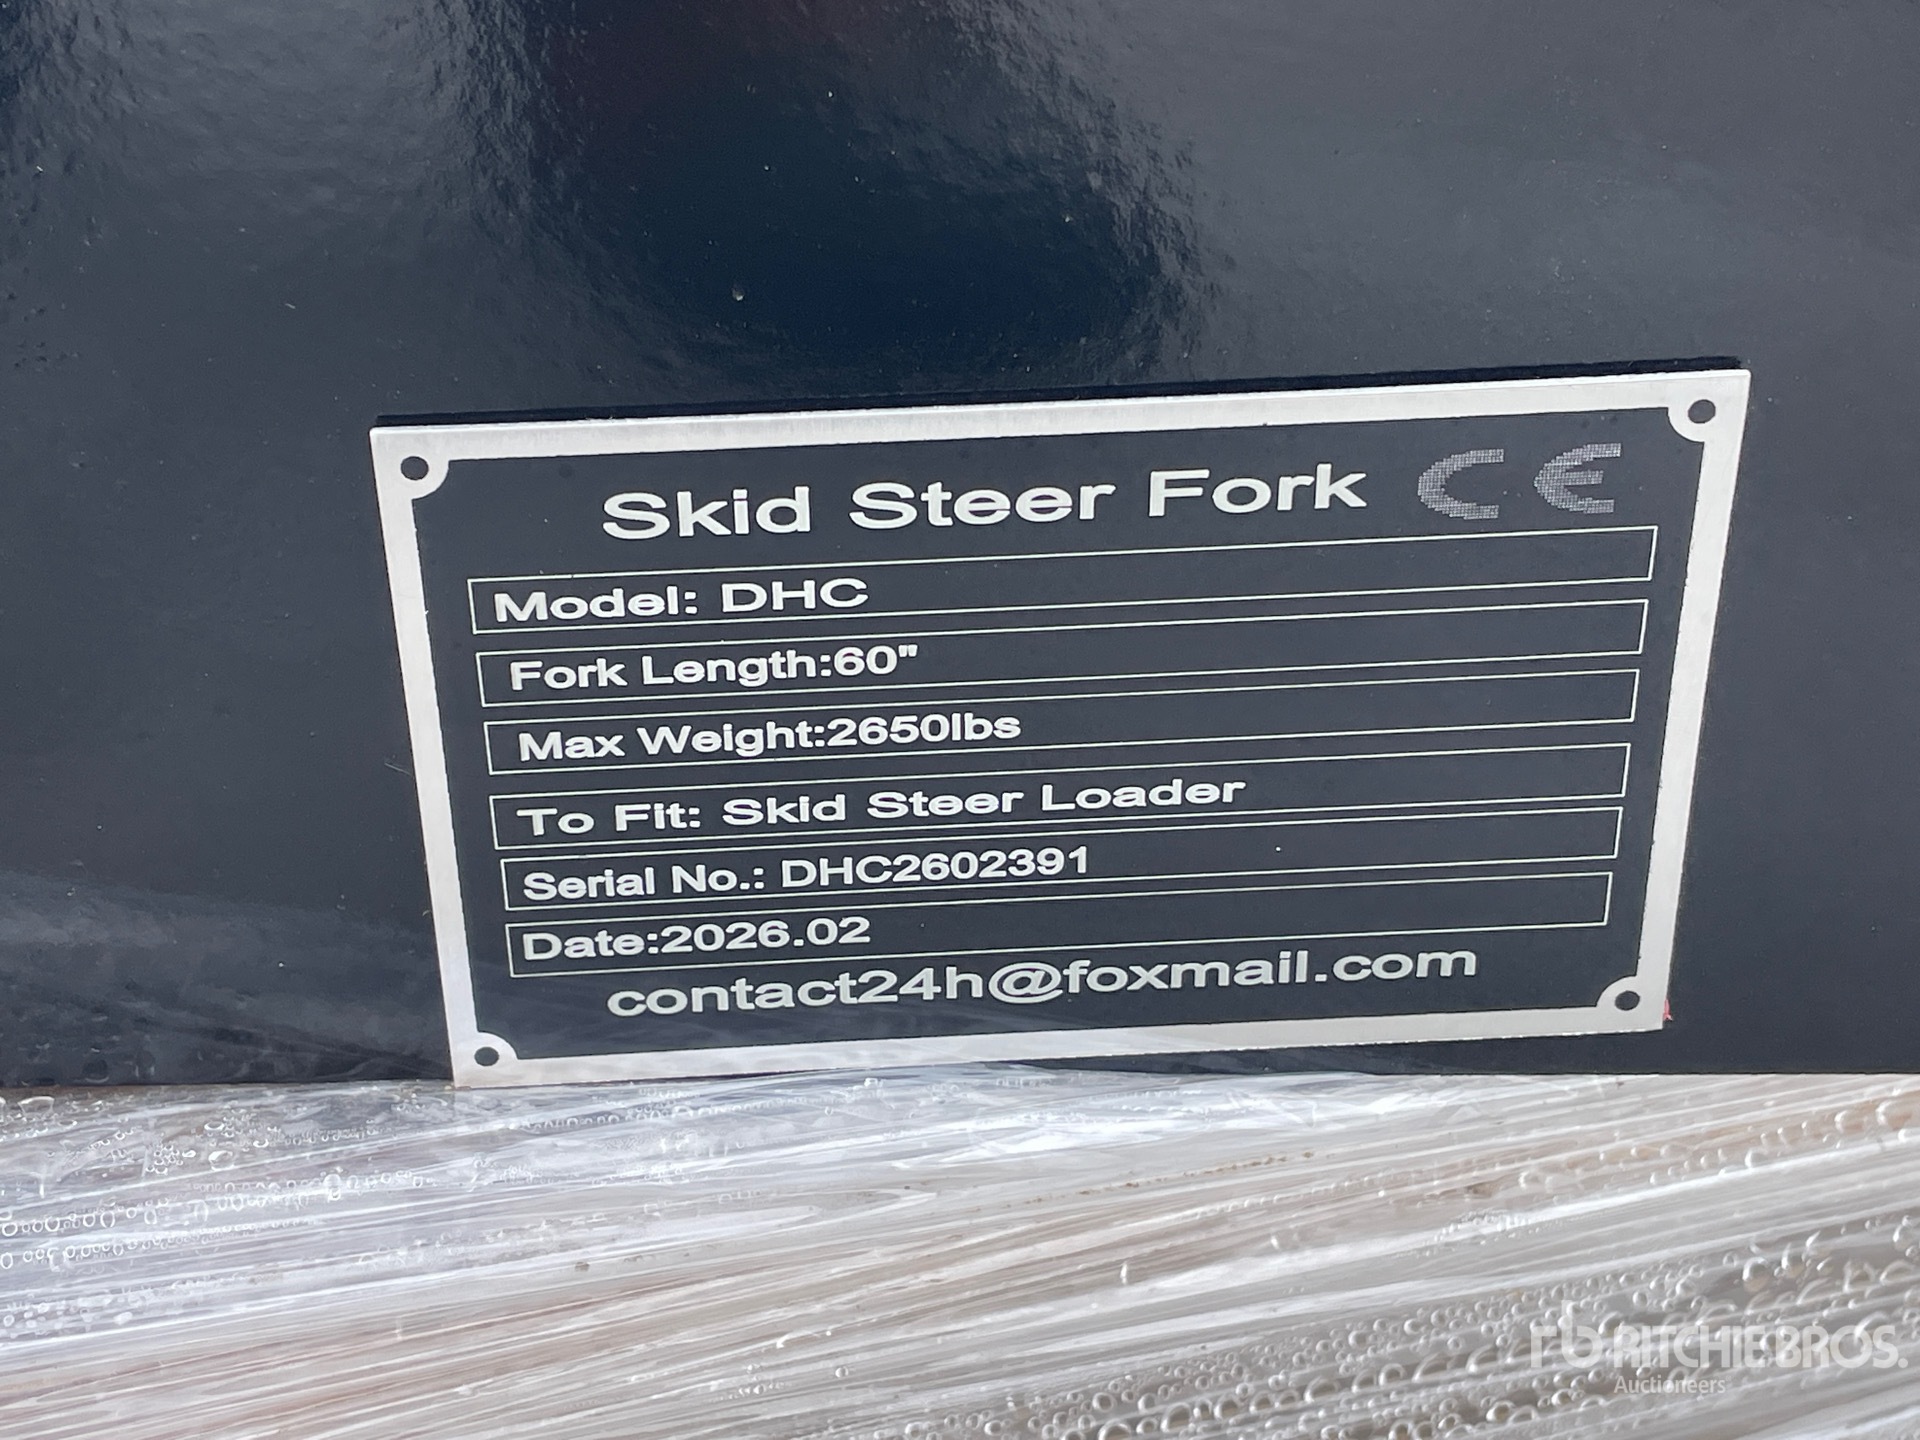 Skid Steer Fork CE
Model: DHC
Fork Length:60"
Max Weight:2650lbs
To Fit: Skid Steer Loader
Serial No.: DHC2602391
Date:2026.02
contact24h@foxmail.com
rb RITCHIE BROS.
Auctioneers